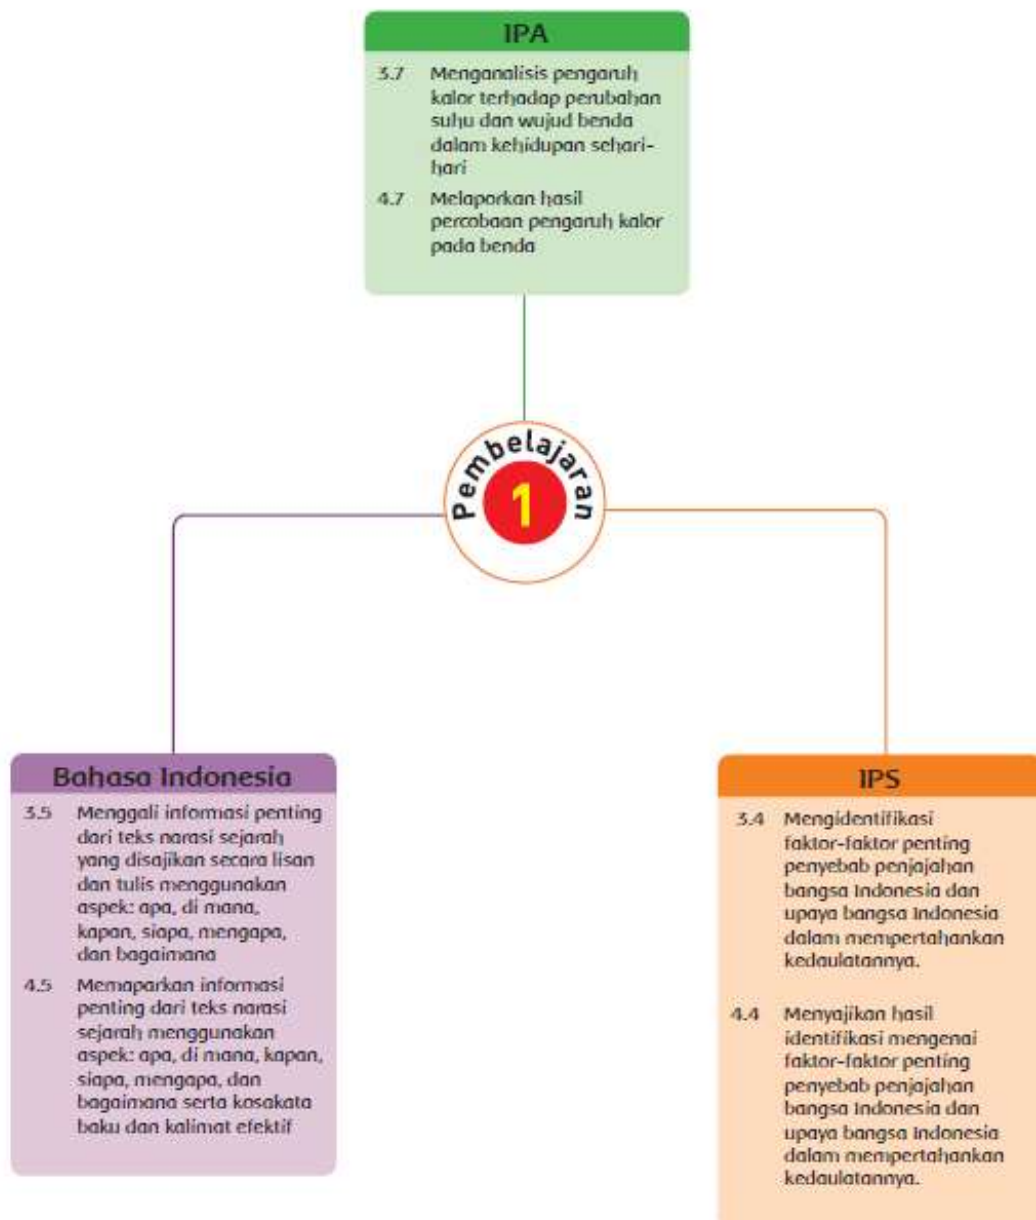 IPA
3.7 Menganalisis pengaruh
kalor terhadap perubahan
suhu dan wujud benda
dalam kehidupan sehari-
hari
4.7 Melaporkan hasil
percobaan pengaruh kalor
pada benda
Pembelajaran
1
Bahasa Indonesia
3.5 Menggali informasi penting
dari teks narasi sejarah
yang disajikan secara lisan
dan tulis menggunakan
aspek: apa, di mana,
kapan, siapa, mengapa,
dan bagaimana
4.5 Memaparkan informasi
penting dari teks narasi
sejarah menggunakan
aspek: apa, di mana, kapan,
siapa, mengapa, dan
bagaimana serta kosakata
baku dan kalimat efektif
IPS
3.4 Mengidentifikasi
faktor-faktor penting
penyebab penjajahan
bangsa Indonesia dan
upaya bangsa Indonesia
dalam mempertahankan
kedaulatannya.
4.4 Menyajikan hasil
identifikasi mengenai
faktor-faktor penting
penyebab penjajahan
bangsa Indonesia dan
upaya bangsa Indonesia
dalam mempertahankan
kedaulatannya.